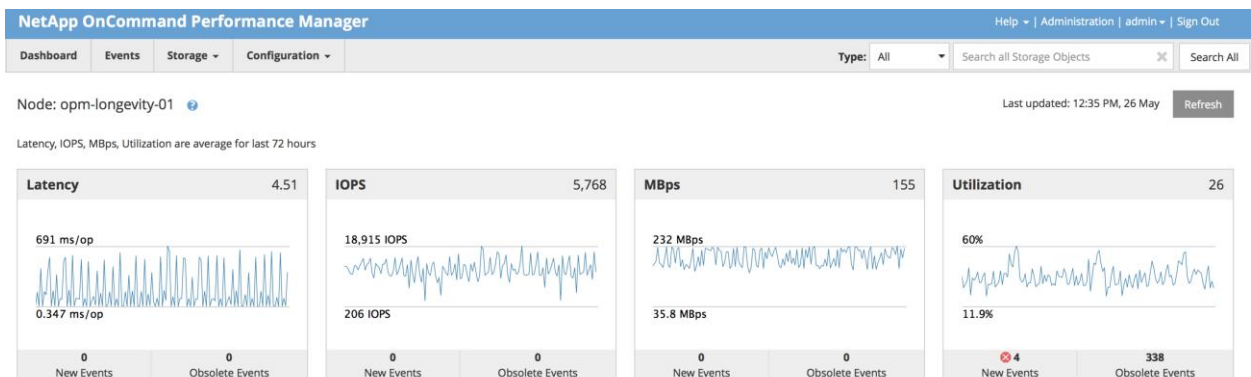 NetApp OnCommand Performance Manager
Help | Administration | admin | Sign Out
Dashboard Events Storage Configuration Type: All Search all Storage Objects Search All
Node: opm-longevity-01 Last updated: 12:35 PM, 26 May Refresh
Latency, IOPS, MBps, Utilization are average for last 72 hours
Latency 4.51
691 ms/op
0.347 ms/op
0 0
New Events Obsolete Events
IOPS 5,768
18,915 IOPS
206 IOPS
0 0
New Events Obsolete Events
MBps 155
232 MBps
35.8 MBps
0 0
New Events Obsolete Events
Utilization 26
60%
11.9%
4 338
New Events Obsolete Events